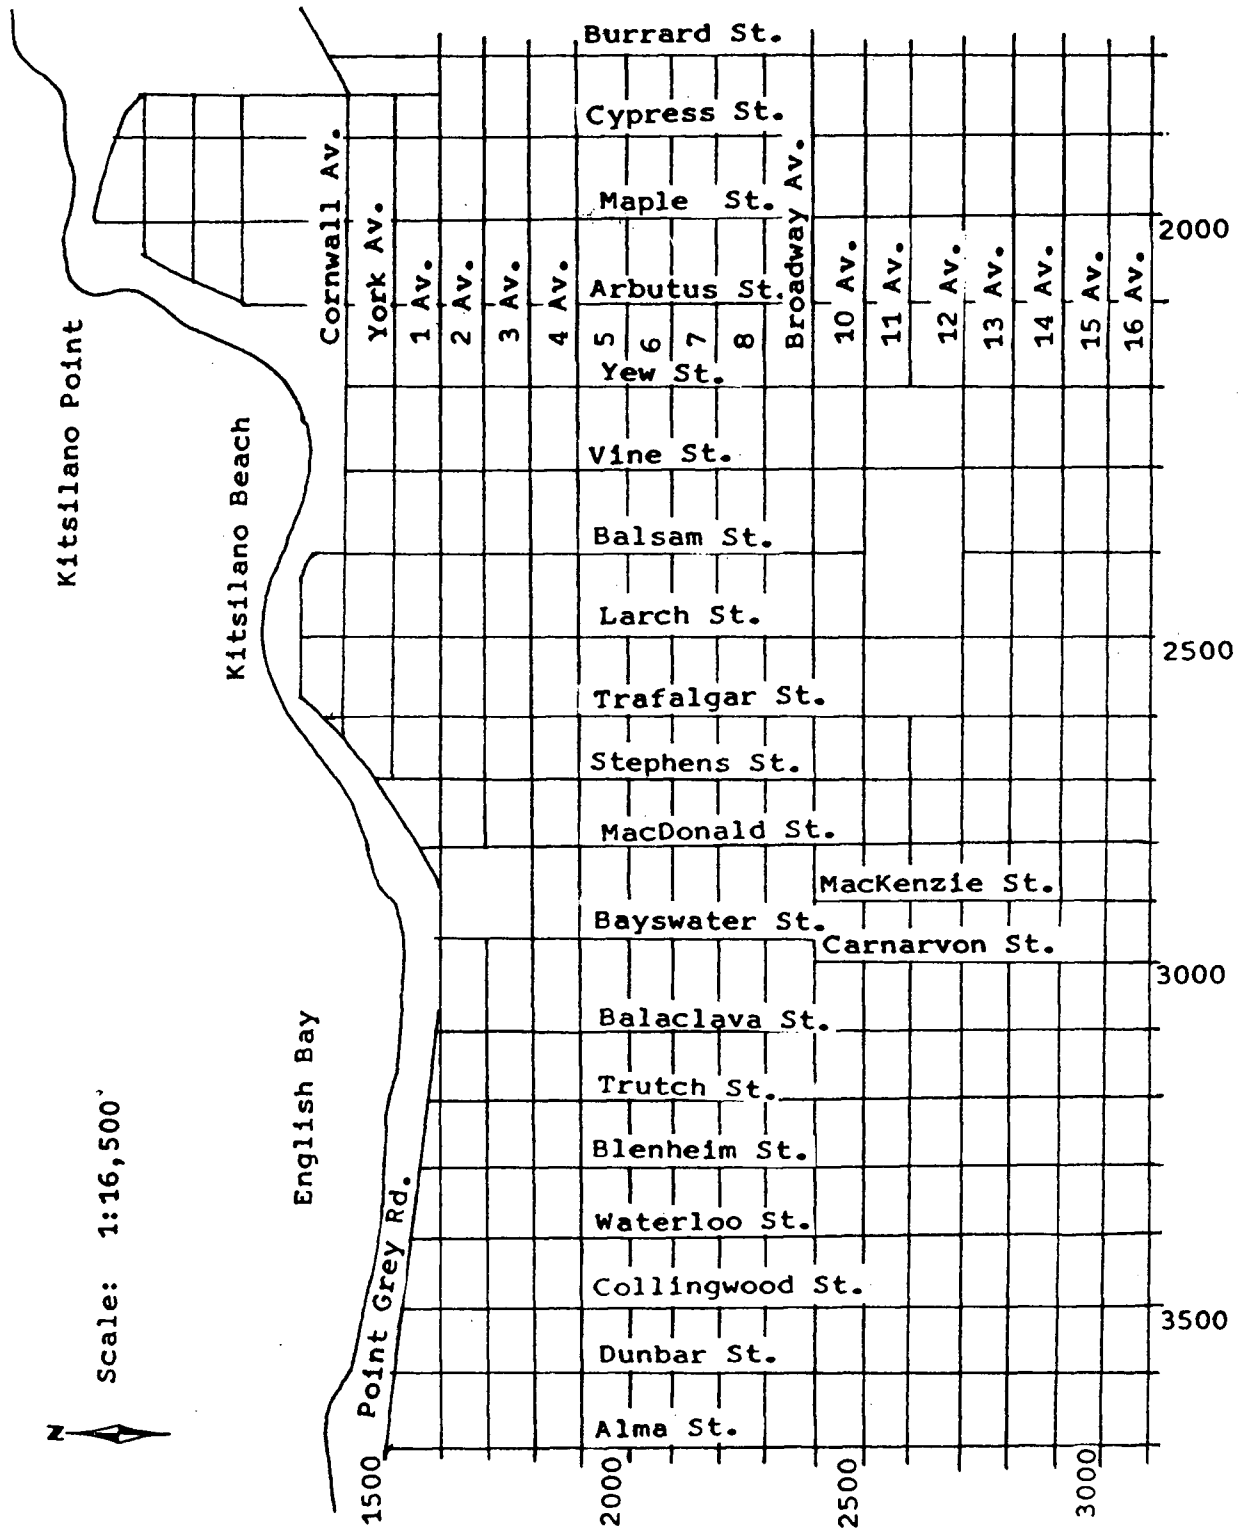 Burrard St.
Cypress St.
Maple St.
Arbutus St.
Yew St.
Vine St.
Balsam St.
Larch St.
Trafalgar St.
Stephens St.
MacDonald St.
MacKenzie St.
Bayswater St.
Carnarvon St.
Balaclava St.
Trutch St.
Blenheim St.
Waterloo St.
Collingwood St.
Dunbar St.
Alma St.
Cornwall Av.
York Av.
1 Av.
2 Av.
3 Av.
4 Av.
5
6
7
8
Broadway Av.
10 Av.
11 Av.
12 Av.
13 Av.
14 Av.
15 Av.
16 Av.
2000
2500
3000
3500
Kitsilano Point
Kitsilano Beach
English Bay
Point Grey Rd.
Scale: 1:16,500
N
1500
2000
2500
3000